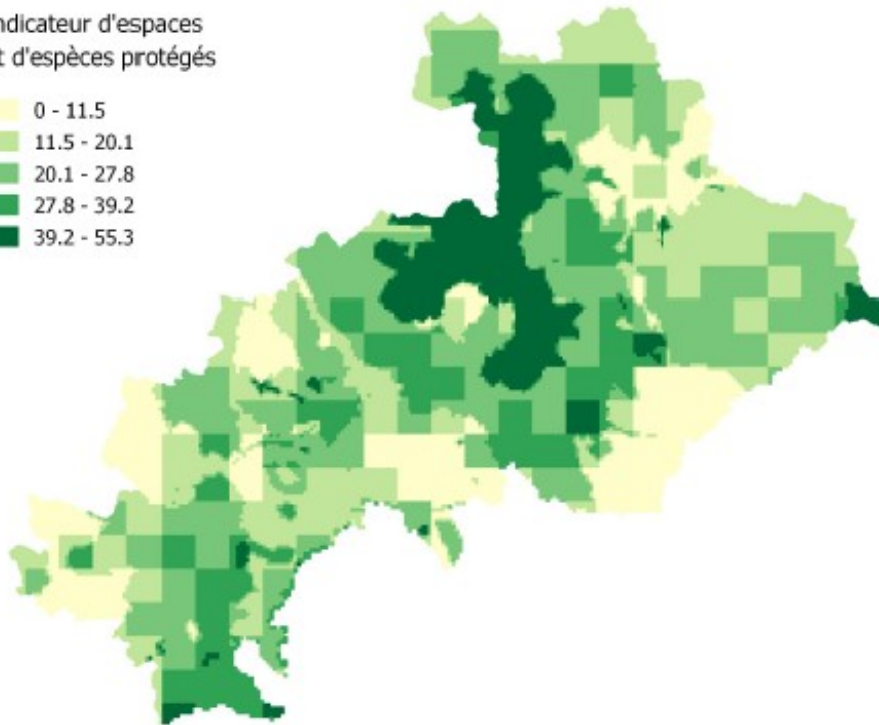 ndicateur d'espaces
t d'espèces protégés
0 - 11.5
11.5 - 20.1
20.1 - 27.8
27.8 - 39.2
39.2 - 55.3